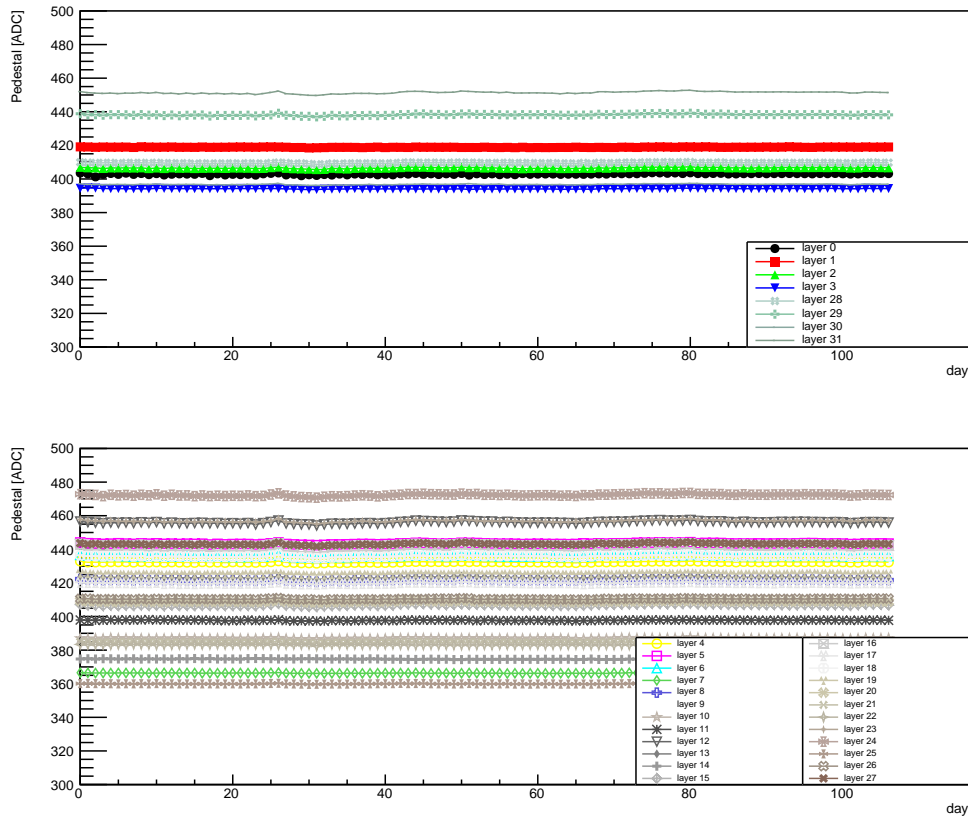 Pedestal [ADC]
500
480
460
440
420
400
380
360
340
320
300
0
20
40
60
80
100
day
layer 0
layer 1
layer 2
layer 3
layer 28
layer 29
layer 30
layer 31
Pedestal [ADC]
500
480
460
440
420
400
380
360
340
320
300
0
20
40
60
80
100
day
layer 4
layer 5
layer 6
layer 7
layer 8
layer 9
layer 10
layer 11
layer 12
layer 13
layer 14
layer 15
layer 16
layer 17
layer 18
layer 19
layer 20
layer 21
layer 22
layer 23
layer 24
layer 25
layer 26
layer 27